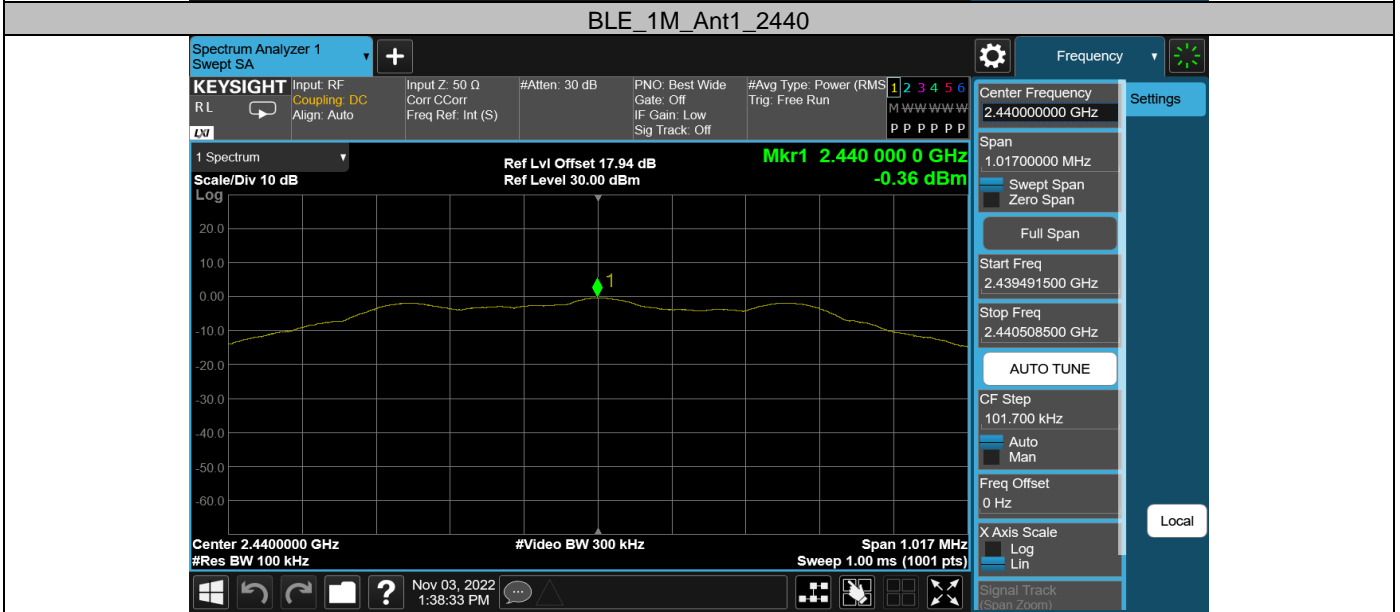 BLE_1M_Ant1_2440
Spectrum Analyzer 1
Swept SA
+
Frequency
KEYSIGHT
RL
LXI
Input: RF
Coupling: DC
Align: Auto
Input Z: 50 Ω
Corr CCorr
Freq Ref: Int (S)
#Atten: 30 dB
PNO: Best Wide
Gate: Off
IF Gain: Low
Sig Track: Off
#Avg Type: Power (RMS
Trig: Free Run
1 2 3 4 5 6
M W W W W W
P P P P P P
1 Spectrum
Scale/Div 10 dB
Log
Ref Lvl Offset 17.94 dB
Ref Level 30.00 dBm
Mkr1 2.440 000 0 GHz
-0.36 dBm
20.0
10.0
0.00
-10.0
-20.0
-30.0
-40.0
-50.0
-60.0
1
Center 2.4400000 GHz
#Res BW 100 kHz
#Video BW 300 kHz
Span 1.017 MHz
Sweep 1.00 ms (1001 pts)
Center Frequency
2.440000000 GHz
Settings
Span
1.01700000 MHz
Swept Span
Zero Span
Full Span
Start Freq
2.439491500 GHz
Stop Freq
2.440508500 GHz
AUTO TUNE
CF Step
101.700 kHz
Auto
Man
Freq Offset
0 Hz
X Axis Scale
Log
Lin
Signal Track
(Span Zoom)
Local
?
Nov 03, 2022
1:38:33 PM